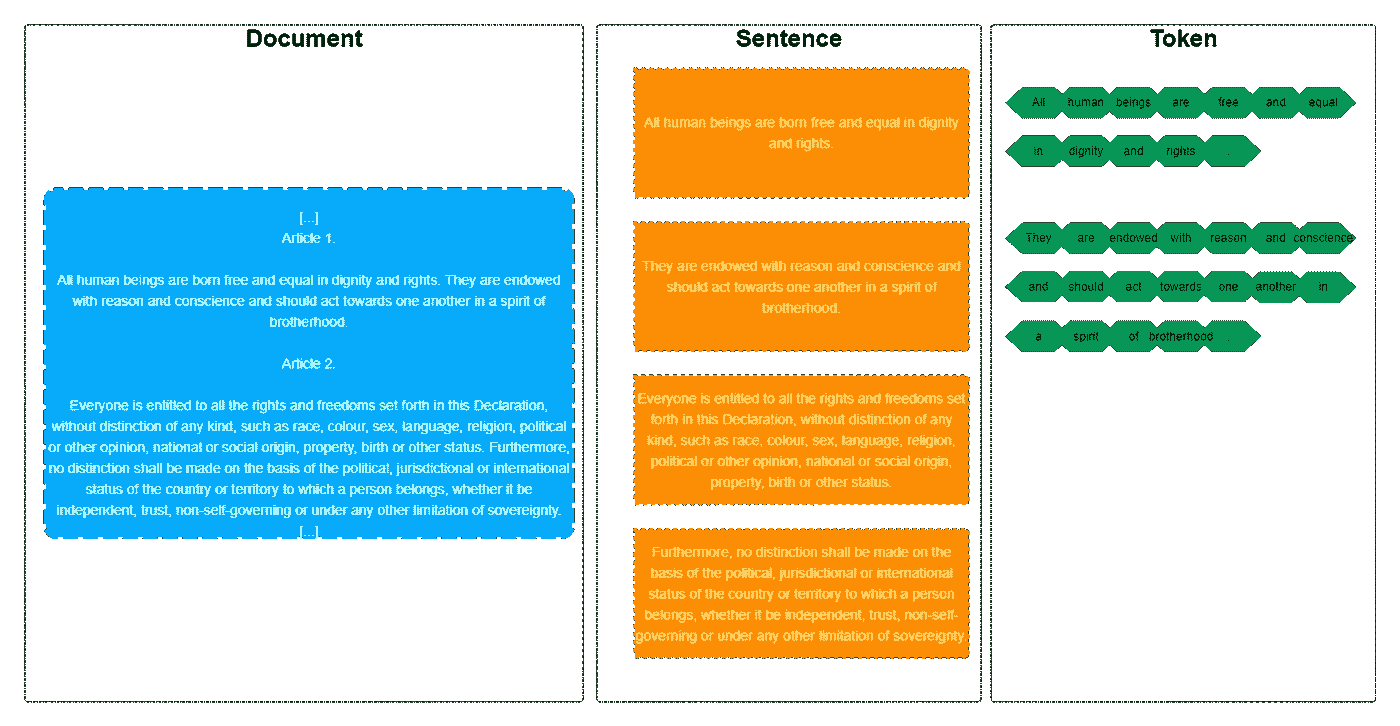 Document
[...]
Article 1.
All human beings are born free and equal in dignity and rights. They are endowed
with reason and conscience and should act towards one another in a spirit of
brotherhood.
Article 2.
Everyone is entitled to all the rights and freedoms set forth in this Declaration,
without distinction of any kind, such as race, colour, sex, language, religion, political
or other opinion, national or social origin, property, birth or other status. Furthermore,
no distinction shall be made on the basis of the political, jurisdictional or international
status of the country or territory to which a person belongs, whether it be
independent, trust, non-self-governing or under any other limitation of sovereignty.
[...]
Sentence
All human beings are born free and equal in dignity
and rights.
They are endowed with reason and conscience and
should act towards one another in a spirit of
brotherhood.
Everyone is entitled to all the rights and freedoms set
forth in this Declaration, without distinction of any
kind, such as race, colour, sex, language, religion,
political or other opinion, national or social origin,
property, birth or other status.
Furthermore, no distinction shall be made on the
basis of the political, jurisdictional or international
status of the country or territory to which a person
belongs, whether it be independent, trust, non-self-
governing or under any other limitation of sovereignty.
Token
All human beings are free and equal
in dignity and rights .
They are endowed with reason and conscience
and should act towards one another in
a spirit of brotherhood .